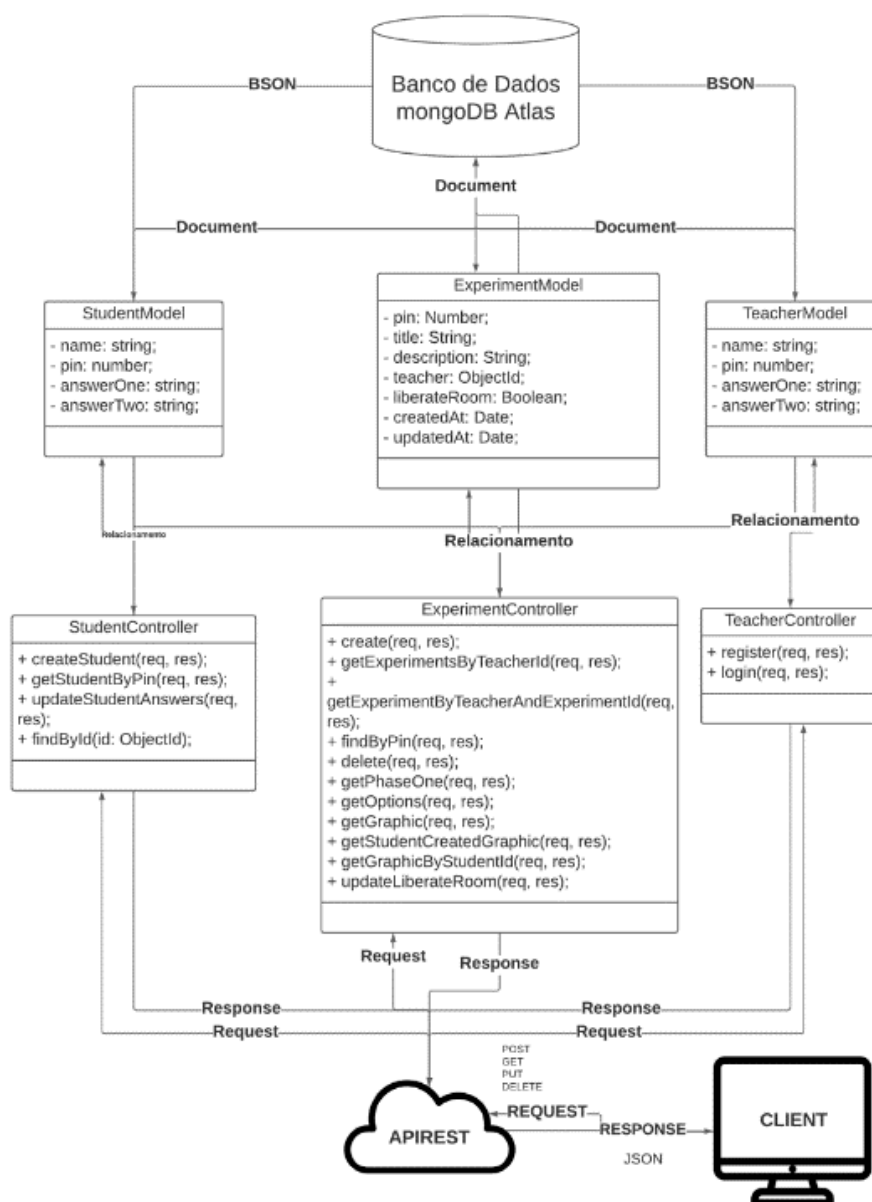 Banco de Dados
mongoDB Atlas
BSON
BSON
Document
Document
Document
StudentModel
- name: string;
- pin: number;
- answerOne: string;
- answerTwo: string;
ExperimentModel
- pin: Number;
- title: String;
- description: String;
- teacher: ObjectId;
- liberateRoom: Boolean;
- createdAt: Date;
- updatedAt: Date;
TeacherModel
- name: string;
- pin: number;
- answerOne: string;
- answerTwo: string;
Relacionamento
Relacionamento
Relacionamento
StudentController
+ createStudent(req, res);
+ getStudentByPin(req, res);
+ updateStudentAnswers(req,
res);
+ findById(id: ObjectId);
ExperimentController
+ create(req, res);
+ getExperimentsByTeacherId(req, res);
+
getExperimentByTeacherAndExperimentId(req,
res);
+ findByPin(req, res);
+ delete(req, res);
+ getPhaseOne(req, res);
+ getOptions(req, res);
+ getGraphic(req, res);
+ getStudentCreatedGraphic(req, res);
+ getGraphicByStudentId(req, res);
+ updateLiberateRoom(req, res);
TeacherController
+ register(req, res);
+ login(req, res);
Request
Response
Response
Response
Request
Request
POST
GET
PUT
DELETE
REQUEST
RESPONSE
JSON
APIREST
CLIENT